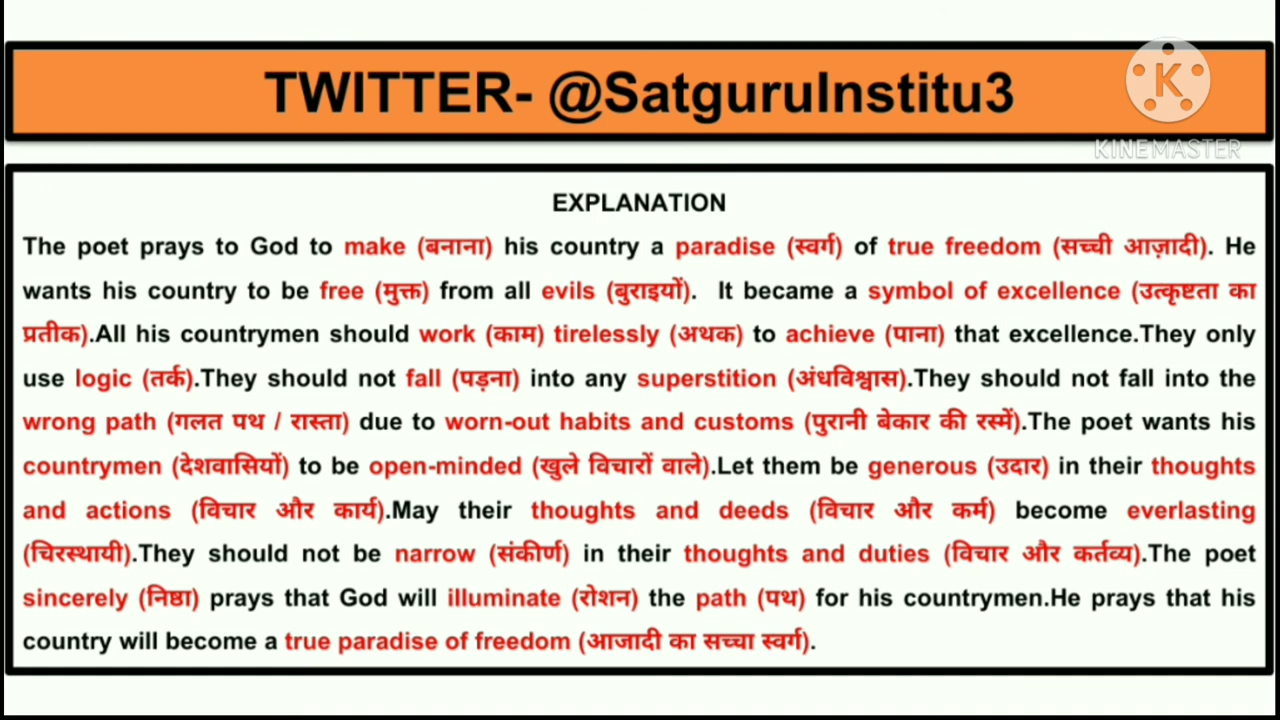 TWITTER- @SatguruInstitu3
K
KINEMASTER
EXPLANATION
The poet prays to God to make (बनाना) his country a paradise (स्वर्ग) of true freedom (सच्ची आज़ादी). He
wants his country to be free (मुक्त) from all evils (बुराइयों). It became a symbol of excellence (उत्कृष्टता का
प्रतीक).All his countrymen should work (काम) tirelessly (अथक) to achieve (पाना) that excellence.They only
use logic (तर्क).They should not fall (पड़ना) into any superstition (अंधविश्वास).They should not fall into the
wrong path (गलत पथ / रास्ता) due to worn-out habits and customs (पुरानी बेकार की रस्में).The poet wants his
countrymen (देशवासियों) to be open-minded (खुले विचारों वाले).Let them be generous (उदार) in their thoughts
and actions (विचार और कार्य).May their thoughts and deeds (विचार और कर्म) become everlasting
(चिरस्थायी).They should not be narrow (संकीर्ण) in their thoughts and duties (विचार और कर्तव्य).The poet
sincerely (निष्ठा) prays that God will illuminate (रोशन) the path (पथ) for his countrymen.He prays that his
country will become a true paradise of freedom (आजादी का सच्चा स्वर्ग).